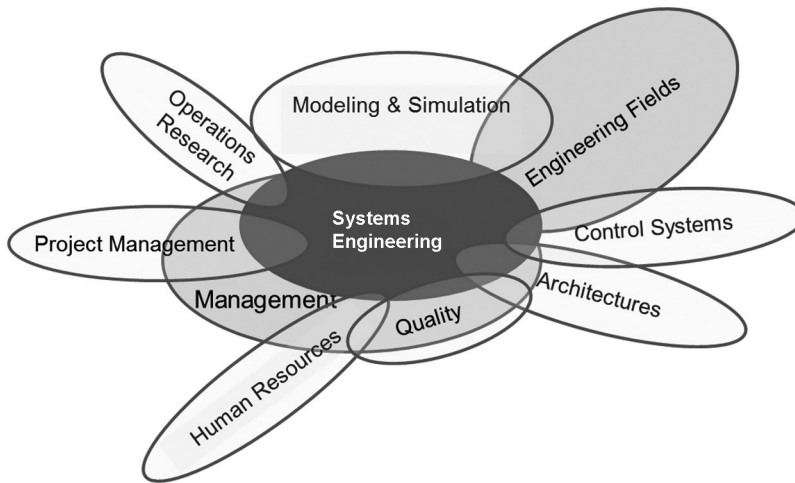 Modeling & Simulation
Operations
Research
Engineering Fields
Systems
Engineering
Control Systems
Project Management
Architectures
Management
Quality
Human Resources